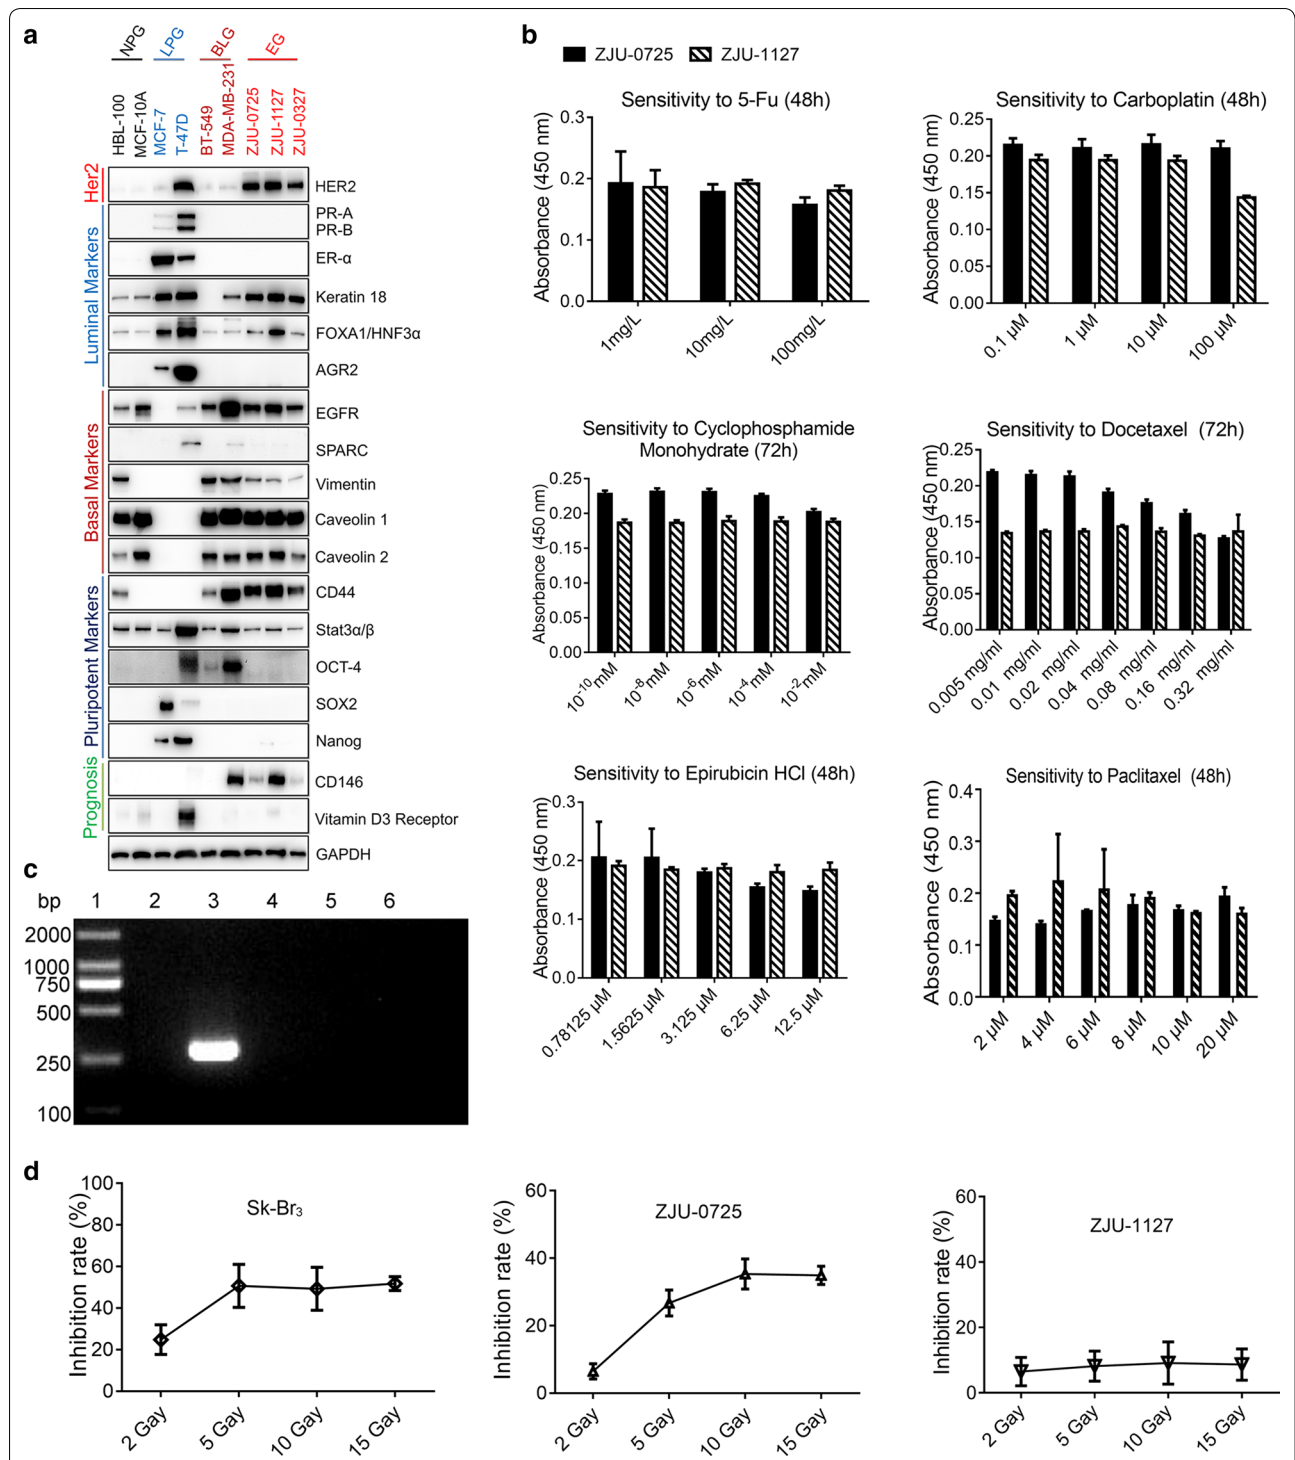 a
NPG
LPG
BLG
EG
HBL-100
MCF-10A
MCF-7
T-47D
BT-549
MDA-MB-231
ZJU-0725
ZJU-1127
ZJU-0327
Her2
Luminal Markers
Basal Markers
Pluripotent Markers
Prognosis
HER2
PR-A
PR-B
ER-α
Keratin 18
FOXA1/HNF3α
AGR2
EGFR
SPARC
Vimentin
Caveolin 1
Caveolin 2
CD44
Stat3α/β
OCT-4
SOX2
Nanog
CD146
Vitamin D3 Receptor
GAPDH
b
ZJU-0725 ZJU-1127
Sensitivity to 5-Fu (48h)
Absorbance (450 nm)
0.3
0.2
0.1
0.0
1mg/L 10mg/L 100mg/L
Sensitivity to Carboplatin (48h)
Absorbance (450 nm)
0.25
0.20
0.15
0.10
0.05
0.00
0.1 μM 1 μM 10 μM 100 μM
Sensitivity to Cyclophosphamide
Monohydrate (72h)
Absorbance (450 nm)
0.25
0.20
0.15
0.10
0.05
0.00
10⁻¹⁰ mM 10⁻⁸ mM 10⁻⁶ mM 10⁻⁴ mM 10⁻² mM
Sensitivity to Docetaxel (72h)
Absorbance (450 nm)
0.25
0.20
0.15
0.10
0.05
0.00
0.005 mg/ml 0.01 mg/ml 0.02 mg/ml 0.04 mg/ml 0.08 mg/ml 0.16 mg/ml 0.32 mg/ml
Sensitivity to Epirubicin HCl (48h)
Absorbance (450 nm)
0.3
0.2
0.1
0.0
0.78125 μM 1.5625 μM 3.125 μM 6.25 μM 12.5 μM
Sensitivity to Paclitaxel (48h)
Absorbance (450 nm)
0.4
0.3
0.2
0.1
0.0
2 μM 4 μM 6 μM 8 μM 10 μM 20 μM
c
bp 1 2 3 4 5 6
2000
1000
750
500
250
100
d
Sk-Br₃
Inhibition rate (%)
100
80
60
40
20
0
2 Gay 5 Gay 10 Gay 15 Gay
ZJU-0725
Inhibition rate (%)
60
40
20
0
2 Gay 5 Gay 10 Gay 15 Gay
ZJU-1127
Inhibition rate (%)
60
40
20
0
2 Gay 5 Gay 10 Gay 15 Gay